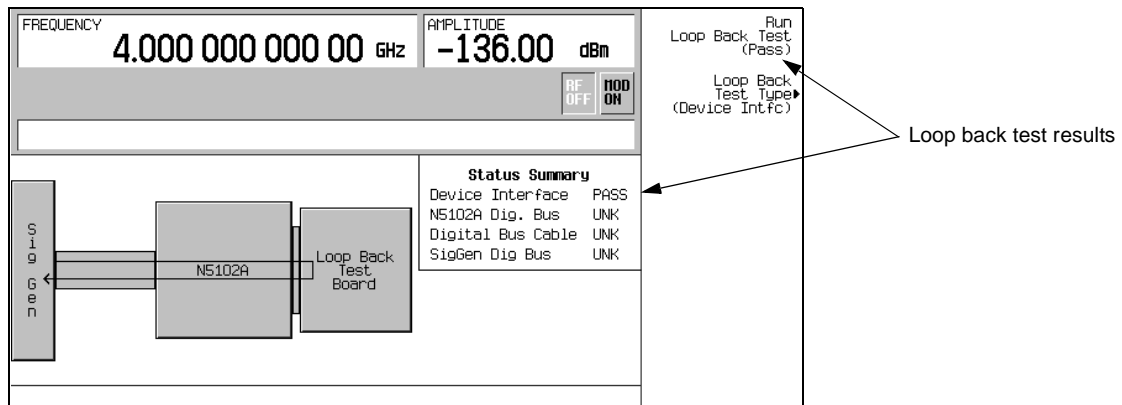 FREQUENCY
4.000 000 000 00 GHz
AMPLITUDE
-136.00 dBm
RF
OFF
MOD
ON
Run
Loop Back Test
(Pass)
Loop Back
Test Type
(Device Intfc)
Loop back test results
Status Summary
Device Interface PASS
N5102A Dig. Bus UNK
Digital Bus Cable UNK
SigGen Dig Bus UNK
Sig Gen
N5102A
Loop Back
Test
Board